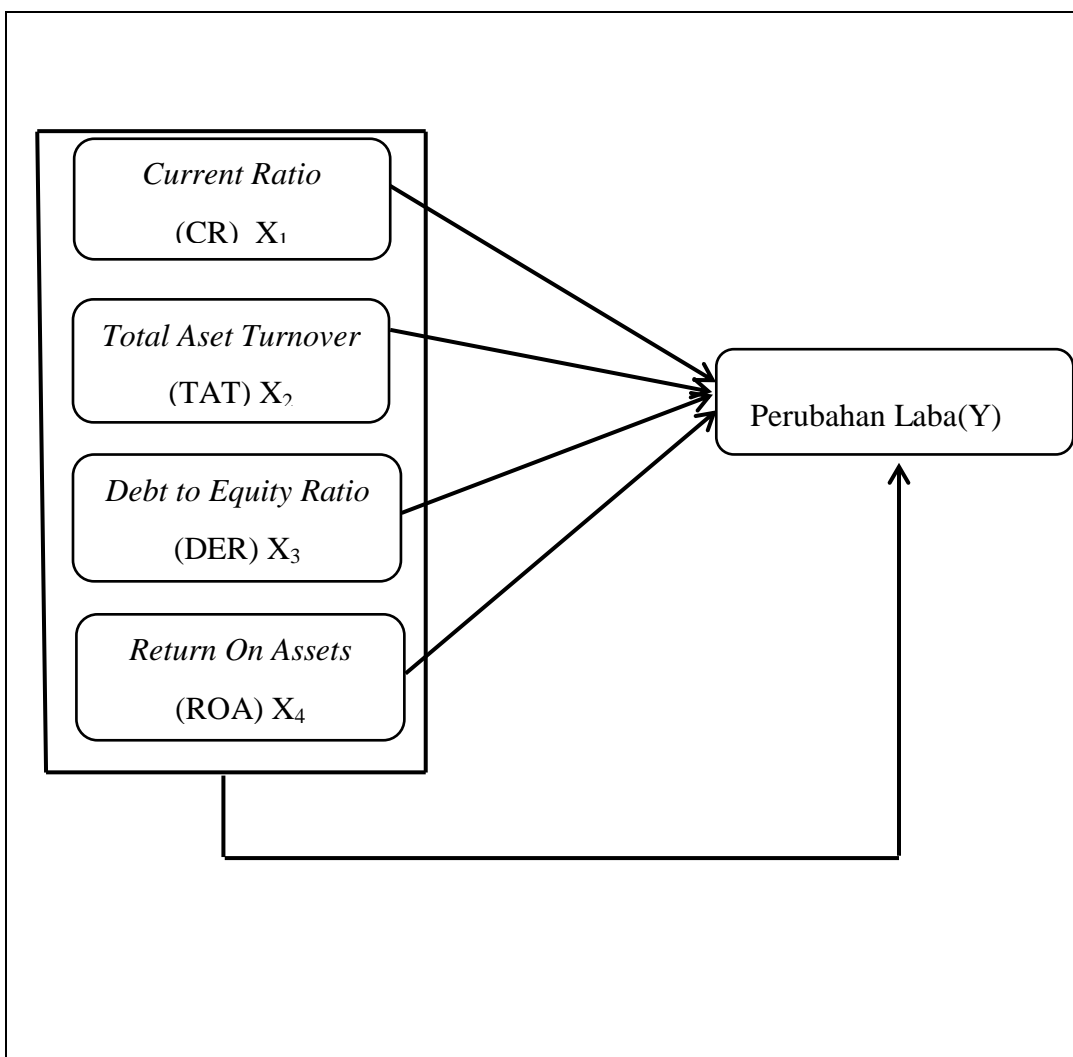 Current Ratio
(CR) X₁
Total Aset Turnover
(TAT) X₂
Perubahan Laba(Y)
Debt to Equity Ratio
(DER) X₃
Return On Assets
(ROA) X₄